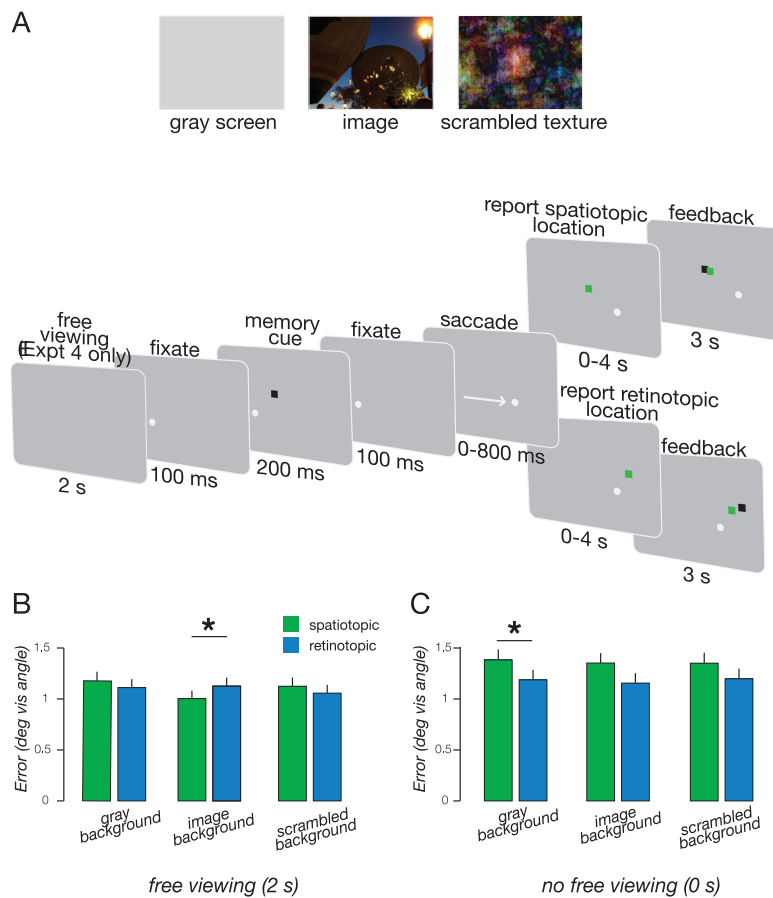 A
gray screen
image
scrambled texture
report spatiotopic
location
feedback
free
viewing
(Expt 4 only)
fixate
memory
cue
fixate
saccade
0-4 s
3 s
report retinotopic
location
feedback
2 s
100 ms
200 ms
100 ms
0-800 ms
0-4 s
3 s
B
spatiotopic
retinotopic
*
Error (deg vis angle)
1.5
1
0.5
0
gray
background
image
background
scrambled
background
free viewing (2 s)
C
*
Error (deg vis angle)
1.5
1
0.5
0
gray
background
image
background
scrambled
background
no free viewing (0 s)